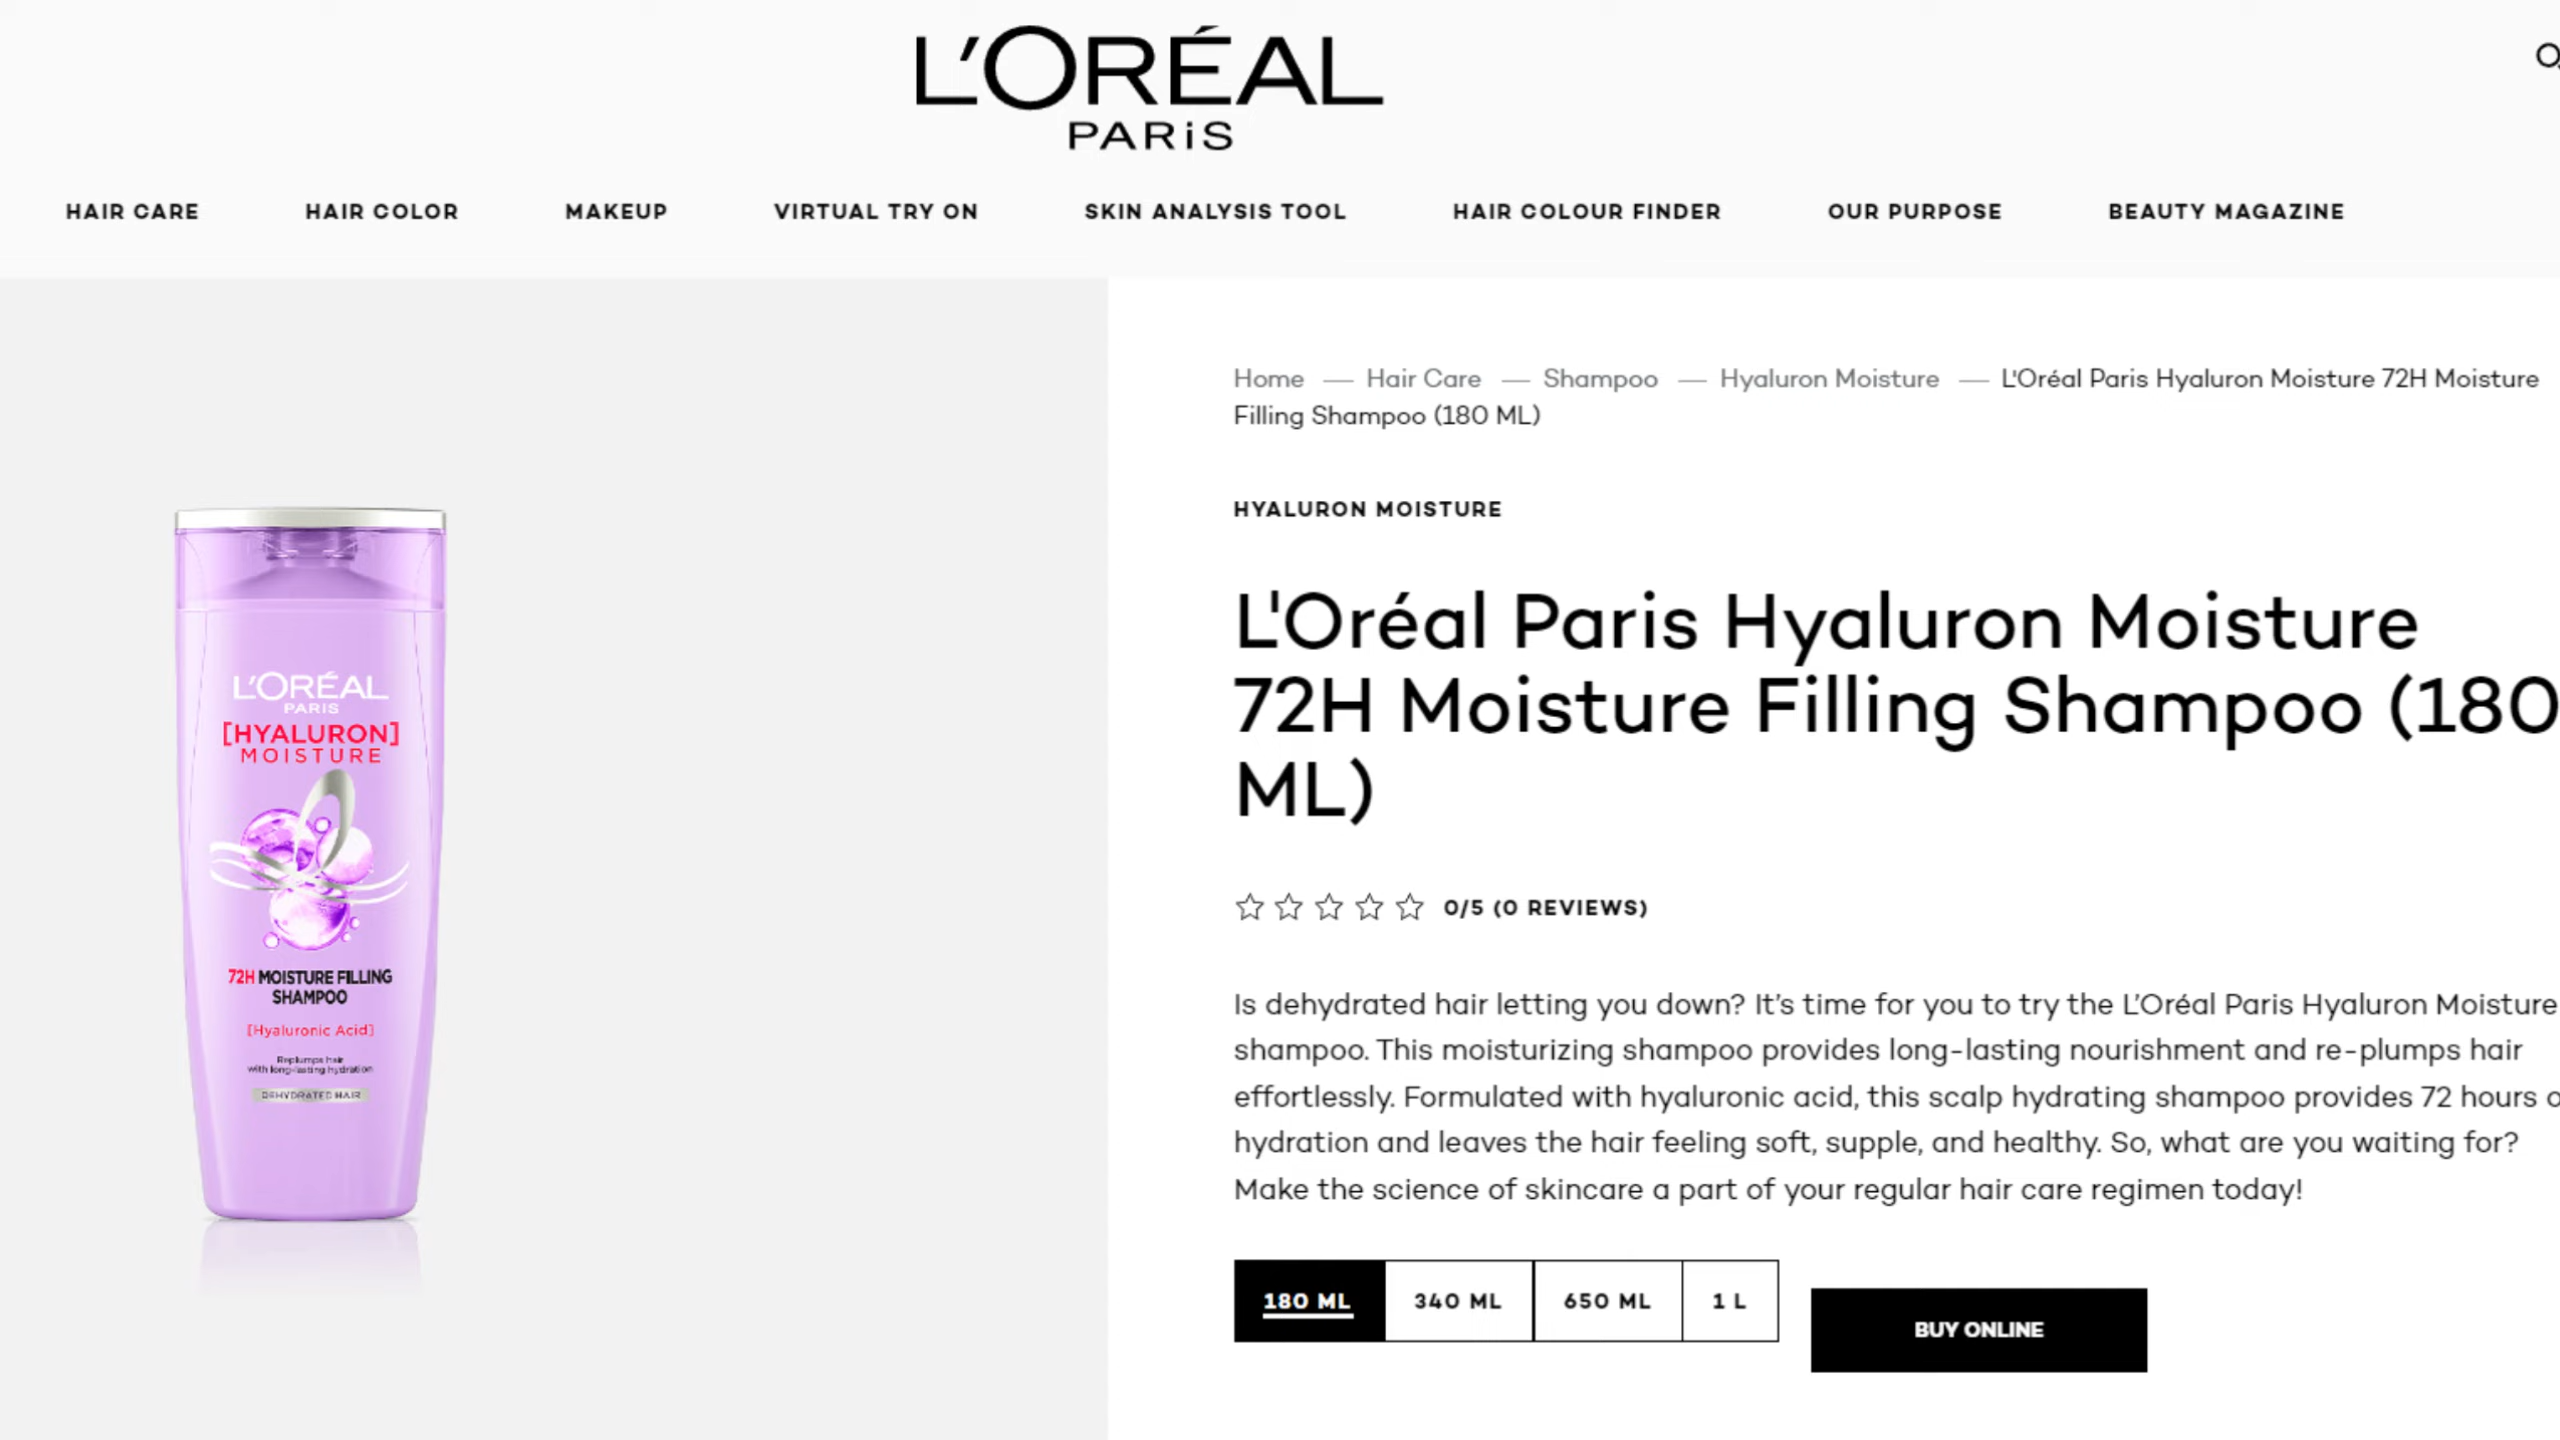 L'ORÉAL
PARiS
HAIR CARE
HAIR COLOR
MAKEUP
VIRTUAL TRY ON
SKIN ANALYSIS TOOL
HAIR COLOUR FINDER
OUR PURPOSE
BEAUTY MAGAZINE
L'ORÉAL
PARIS
[HYALURON]
MOISTURE
72H MOISTURE FILLING
SHAMPOO
[Hyaluronic Acid]
Replumps hair
with long-lasting hydration
DEHYDRATED HAIR
Home — Hair Care — Shampoo — Hyaluron Moisture — L'Oréal Paris Hyaluron Moisture 72H Moisture
Filling Shampoo (180 ML)
HYALURON MOISTURE
L'Oréal Paris Hyaluron Moisture
72H Moisture Filling Shampoo (180
ML)
0/5 (0 REVIEWS)
Is dehydrated hair letting you down? It’s time for you to try the L’Oréal Paris Hyaluron Moisture
shampoo. This moisturizing shampoo provides long-lasting nourishment and re-plumps hair
effortlessly. Formulated with hyaluronic acid, this scalp hydrating shampoo provides 72 hours
hydration and leaves the hair feeling soft, supple, and healthy. So, what are you waiting for?
Make the science of skincare a part of your regular hair care regimen today!
180 ML
340 ML
650 ML
1 L
BUY ONLINE